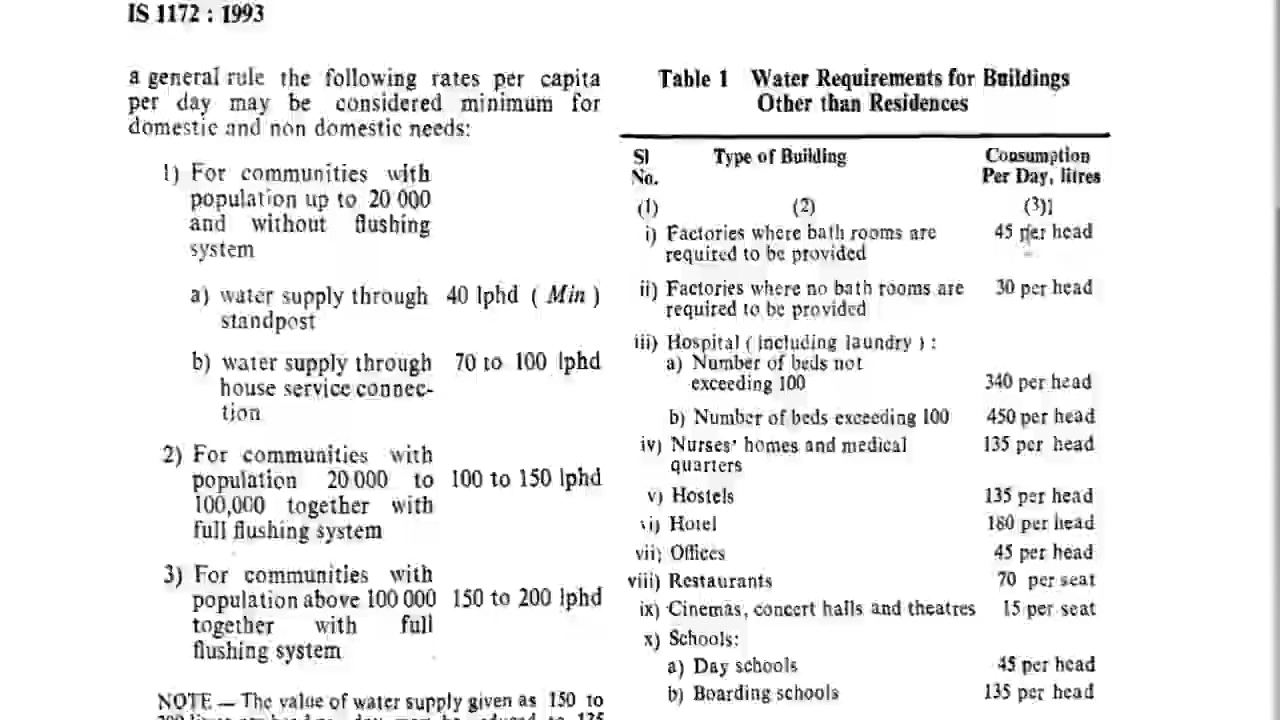 IS 1172 : 1993
a general rule the following rates per capita
per day may be considered minimum for
domestic and non domestic needs:
1) For communities with
population up to 20 000
and without flushing
system
a) water supply through 40 lphd ( Min )
standpost
b) water supply through 70 to 100 lphd
house service connec-
tion
2) For communities with
population 20 000 to 100 to 150 lphd
100,000 together with
full flushing system
3) For communities with
population above 100 000 150 to 200 lphd
together with full
flushing system
NOTE — The value of water supply given as 150 to
Table 1 Water Requirements for Buildings
Other than Residences
Sl Type of Building Consumption
No. Per Day, litres
(1) (2) (3)]
i) Factories where bath rooms are 45 per head
required to be provided
ii) Factories where no bath rooms are 30 per head
required to be provided
iii) Hospital ( including laundry ) :
a) Number of beds not
exceeding 100 340 per head
b) Number of beds exceeding 100 450 per head
iv) Nurses' homes and medical 135 per head
quarters
v) Hostels 135 per head
vi) Hotel 180 per head
vii) Offices 45 per head
viii) Restaurants 70 per seat
ix) Cinemas, concert halls and theatres 15 per seat
x) Schools:
a) Day schools 45 per head
b) Boarding schools 135 per head